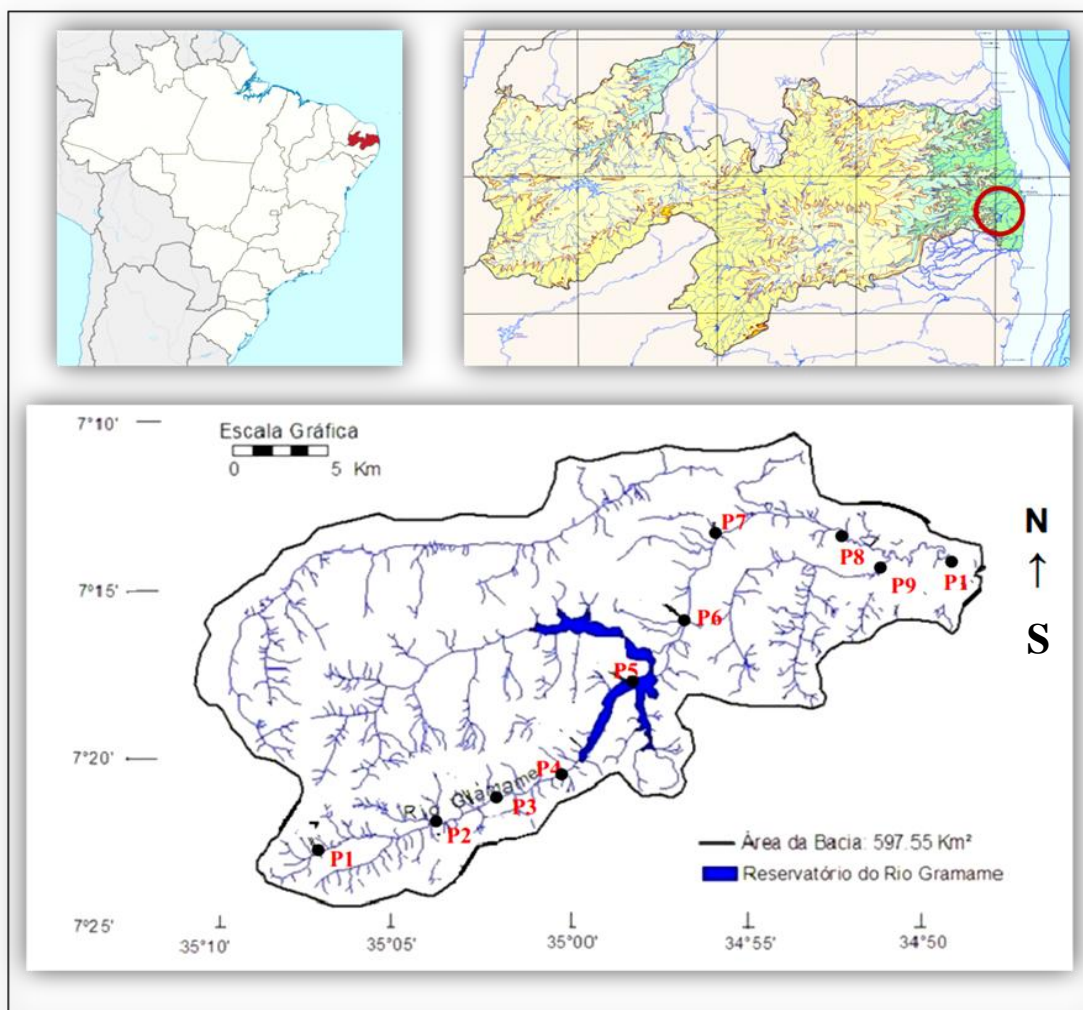 7°10'
Escala Gráfica
0 5 Km
N
P7
P8
P9
P1
7°15'
↑
S
P6
P5
7°20'
P4
Rio Gramame
P3
P2
P1
Área da Bacia: 597.55 Km²
Reservatório do Rio Gramame
7º25'
35°10'
35°05'
35°00'
34°55'
34°50'